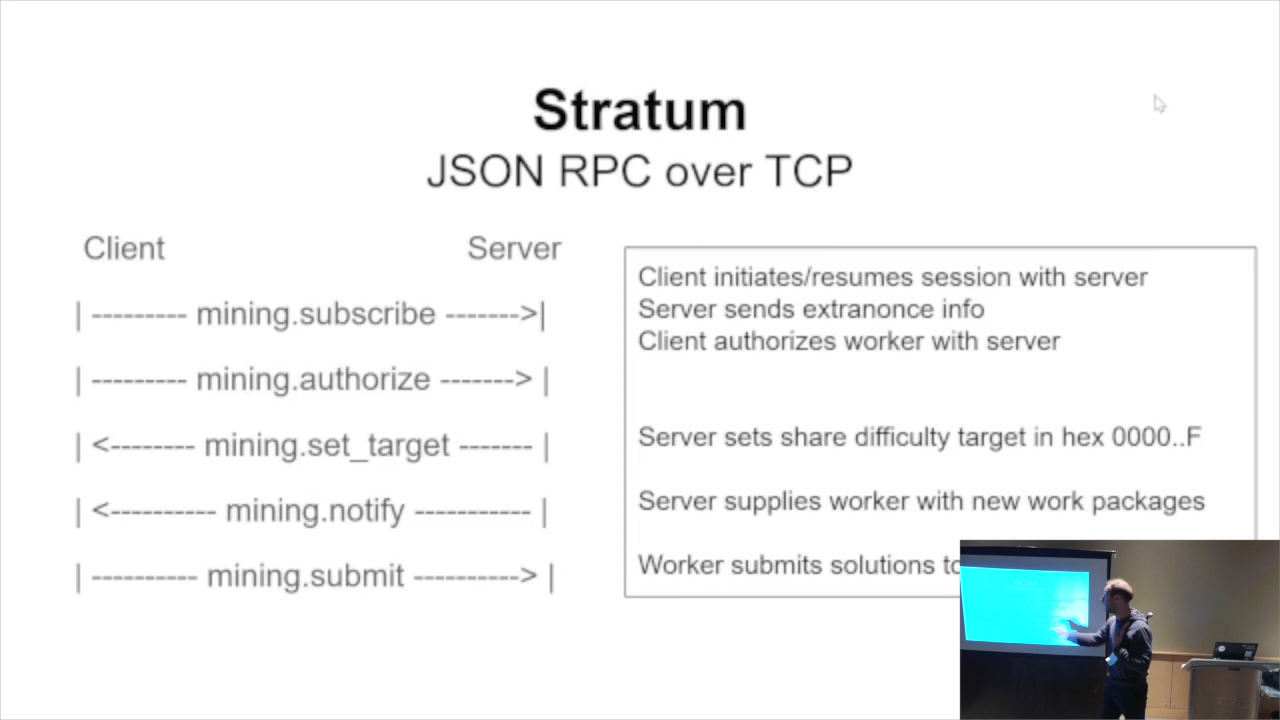 Stratum
JSON RPC over TCP
Client Server
| --------- mining.subscribe ------->|
| --------- mining.authorize -------> |
| <-------- mining.set_target ------- |
| <---------- mining.notify ----------- |
| ---------- mining.submit ----------> |
Client initiates/resumes session with server
Server sends extranonce info
Client authorizes worker with server
Server sets share difficulty target in hex 0000..F
Server supplies worker with new work packages
Worker submits solutions to